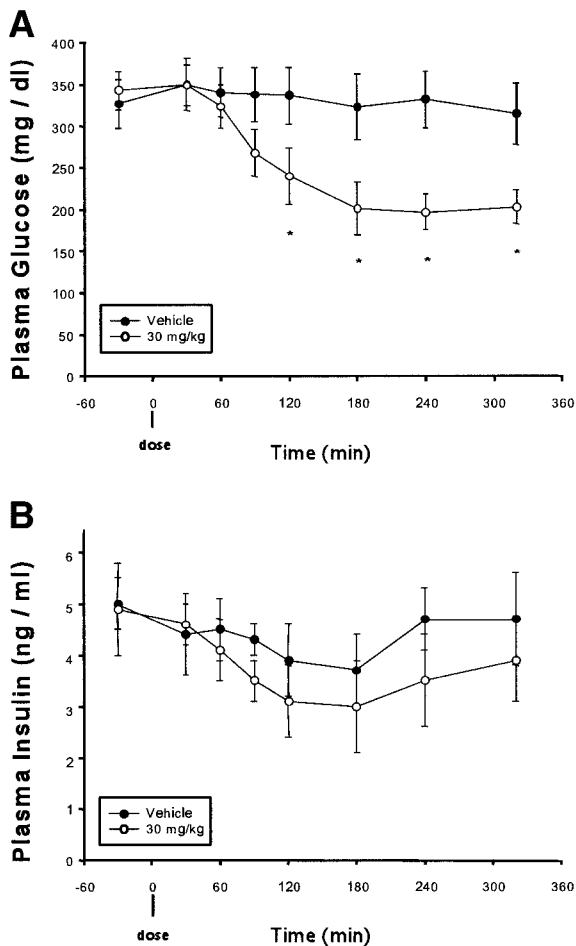 A
Plasma Glucose (mg / dl)
400
350
300
250
200
150
100
50
0
Vehicle
30 mg/kg
*
*
*
*
-60 0 60 120 180 240 300 360
dose
Time (min)
B
Plasma Insulin (ng / ml)
6
5
4
3
2
1
0
Vehicle
30 mg/kg
-60 0 60 120 180 240 300 360
dose
Time (min)